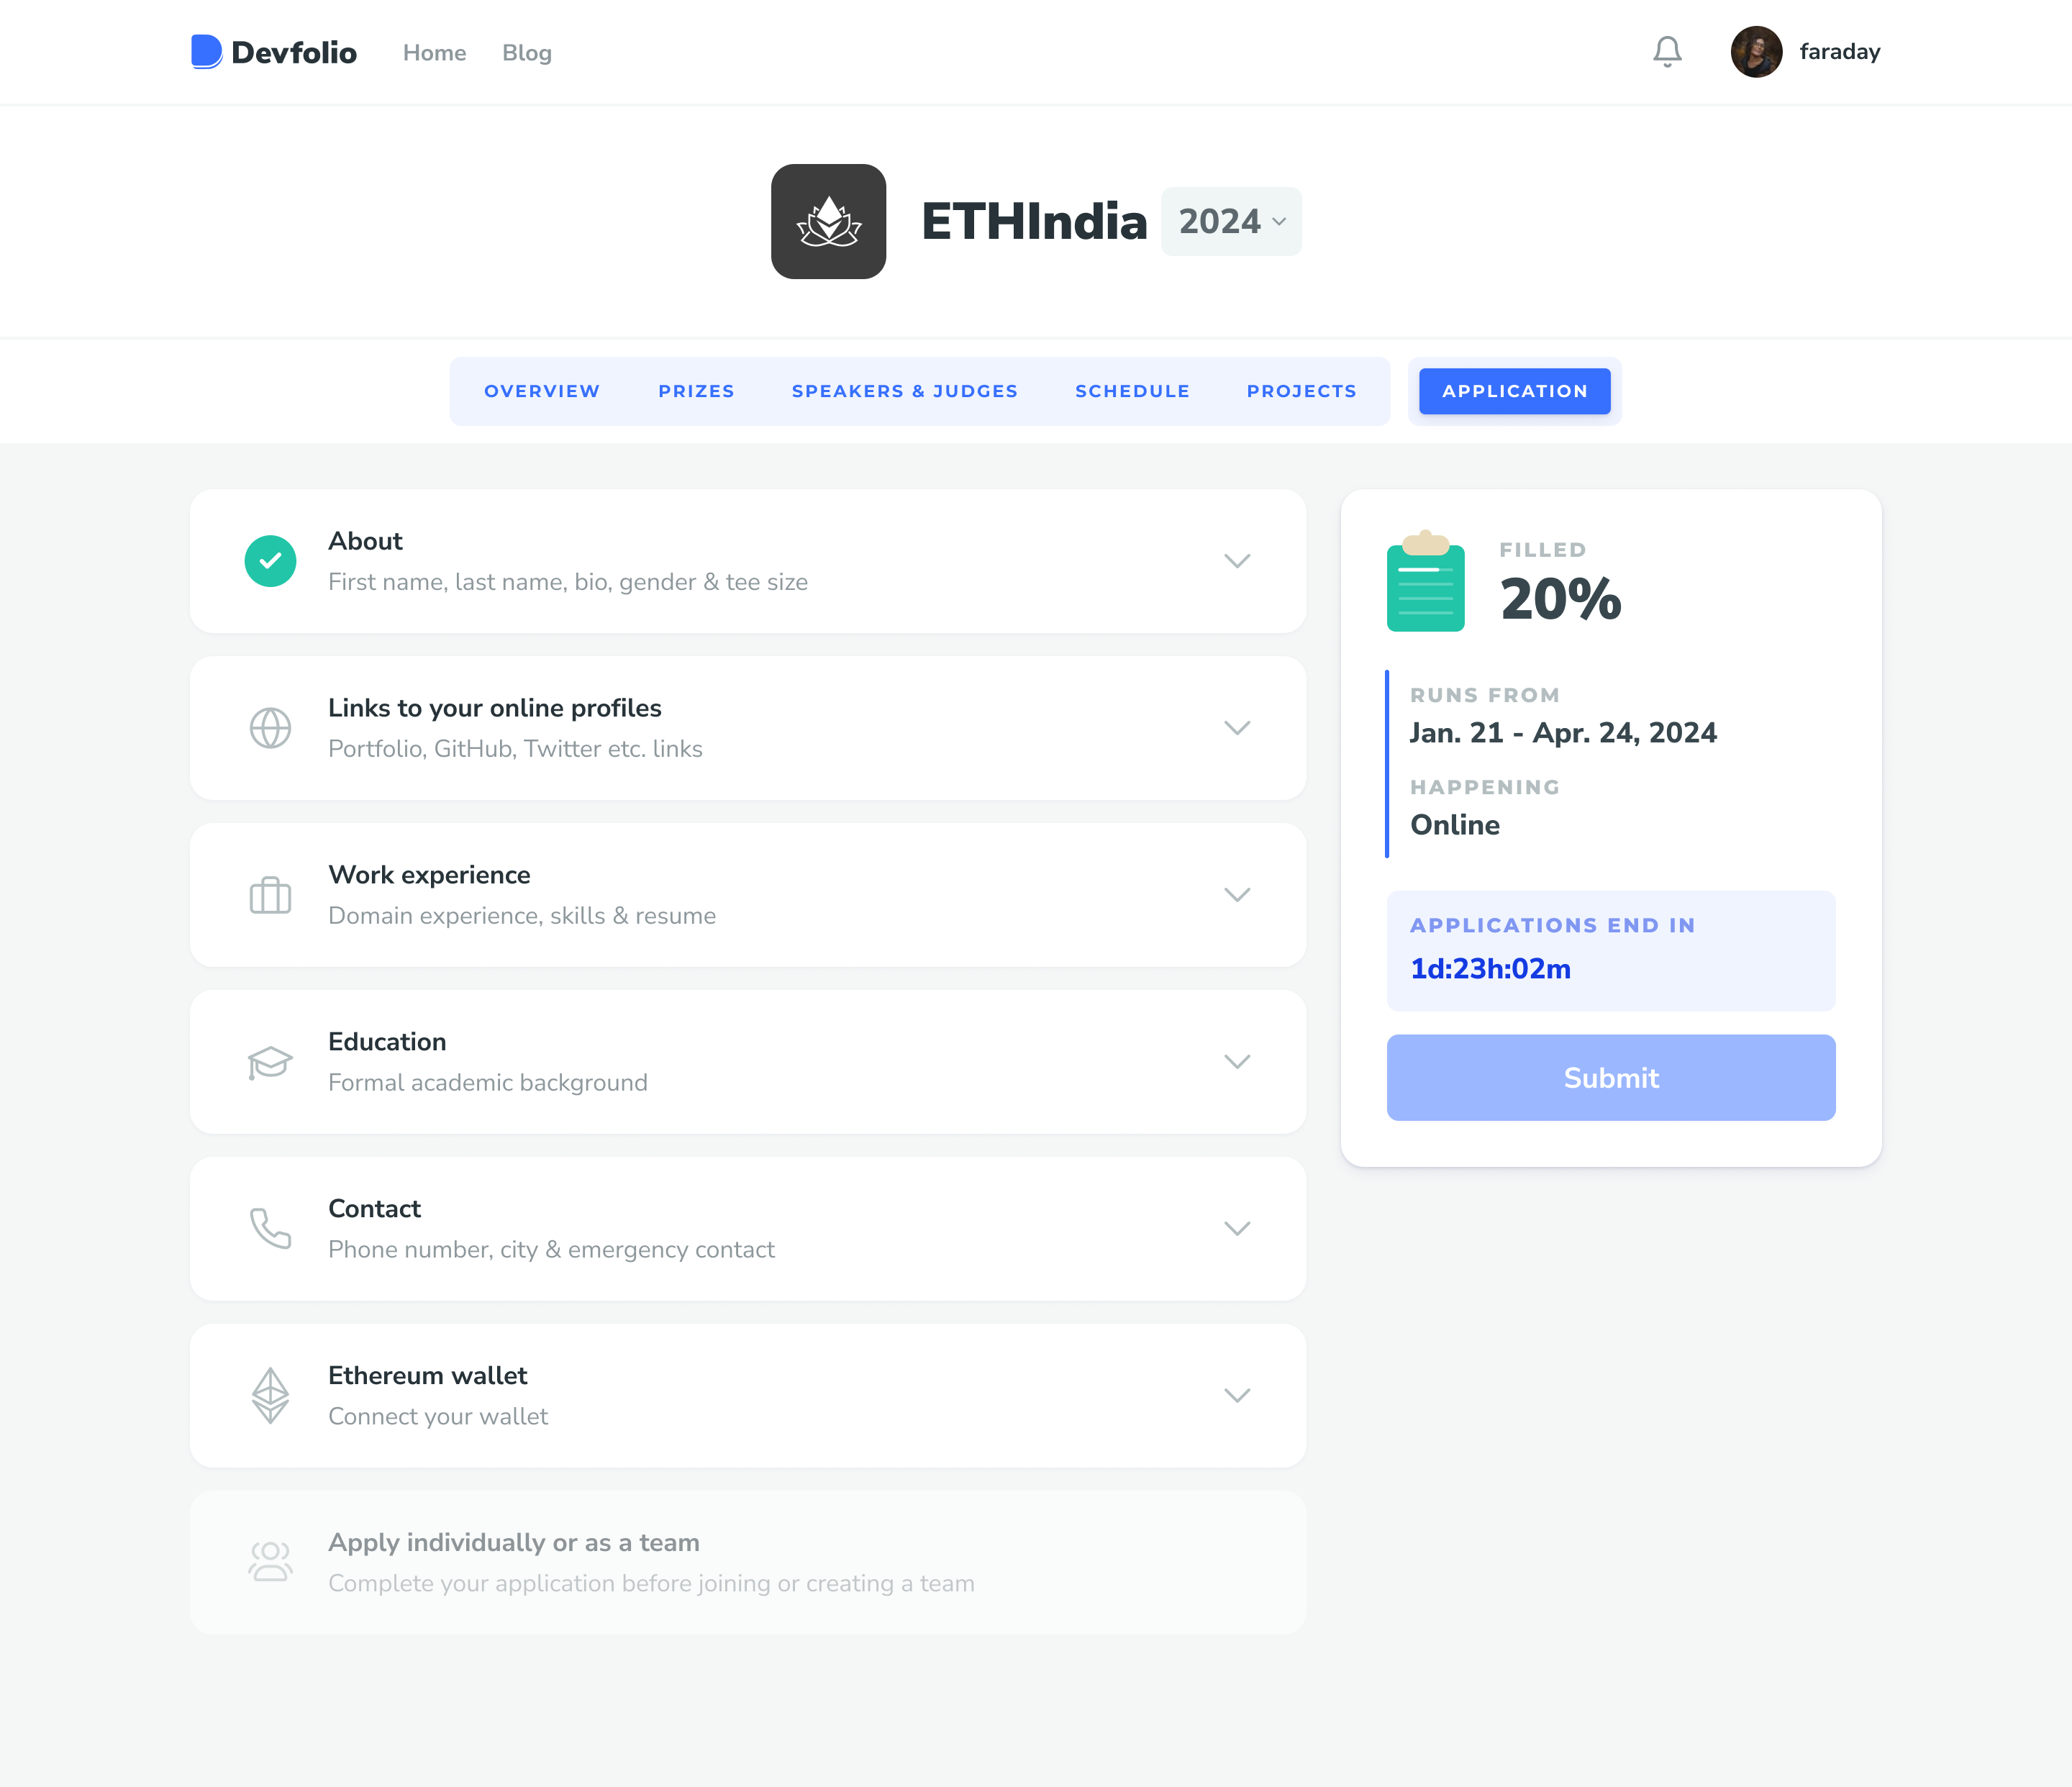 Devfolio
Home
Blog
faraday
ETHIndia
2024
OVERVIEW
PRIZES
SPEAKERS & JUDGES
SCHEDULE
PROJECTS
APPLICATION
About
First name, last name, bio, gender & tee size
Links to your online profiles
Portfolio, GitHub, Twitter etc. links
Work experience
Domain experience, skills & resume
Education
Formal academic background
Contact
Phone number, city & emergency contact
Ethereum wallet
Connect your wallet
Apply individually or as a team
Complete your application before joining or creating a team
FILLED
20%
RUNS FROM
Jan. 21 - Apr. 24, 2024
HAPPENING
Online
APPLICATIONS END IN
1d:23h:02m
Submit